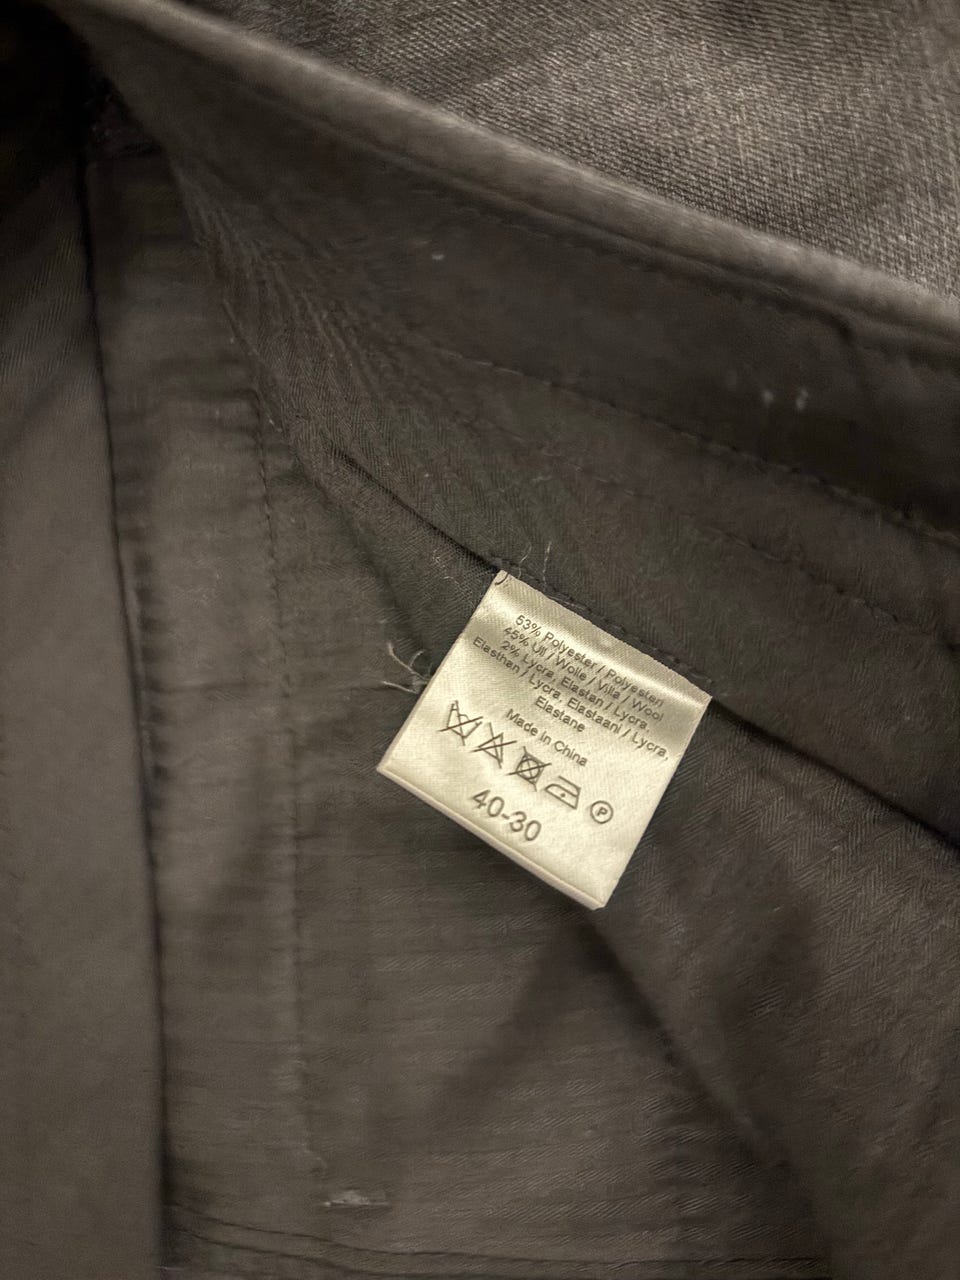 53% Polyester / Polyesteri
45% Ull / Wolle / Villa / Wool
2% Lycra, Elastan / Lycra,
Elasthan / Lycra, Elastaani / Lycra,
Elastane
Made in China
P
40-30